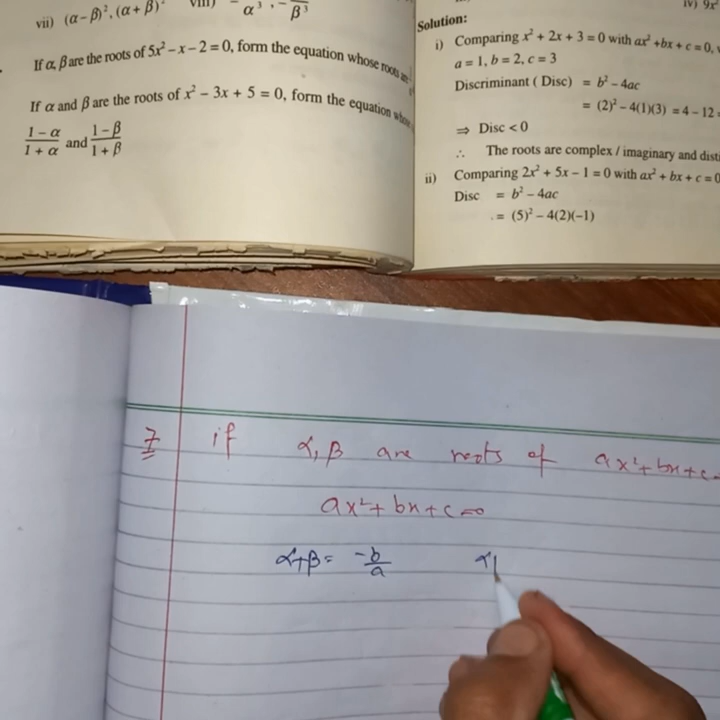 vii) (α − β)², (α + β)²
viii) α³, β³
If α, β are the roots of 5x² − x − 2 = 0, form the equation whose roots are
If α and β are the roots of x² − 3x + 5 = 0, form the equation whose
1 − α / 1 + α and 1 − β / 1 + β
iv) 9x²
Solution:
i) Comparing x² + 2x + 3 = 0 with ax² + bx + c = 0,
a = 1, b = 2, c = 3
Discriminant ( Disc) = b² − 4ac
= (2)² − 4(1)(3) = 4 − 12
⇒ Disc < 0
∴ The roots are complex / imaginary and
ii) Comparing 2x² + 5x − 1 = 0 with ax² + bx + c = 0
Disc = b² − 4ac
= (5)² − 4(2)(−1)
7 if α, β are roots of ax²+bx+c=
ax²+bx+c=0
α+β = -b/a α